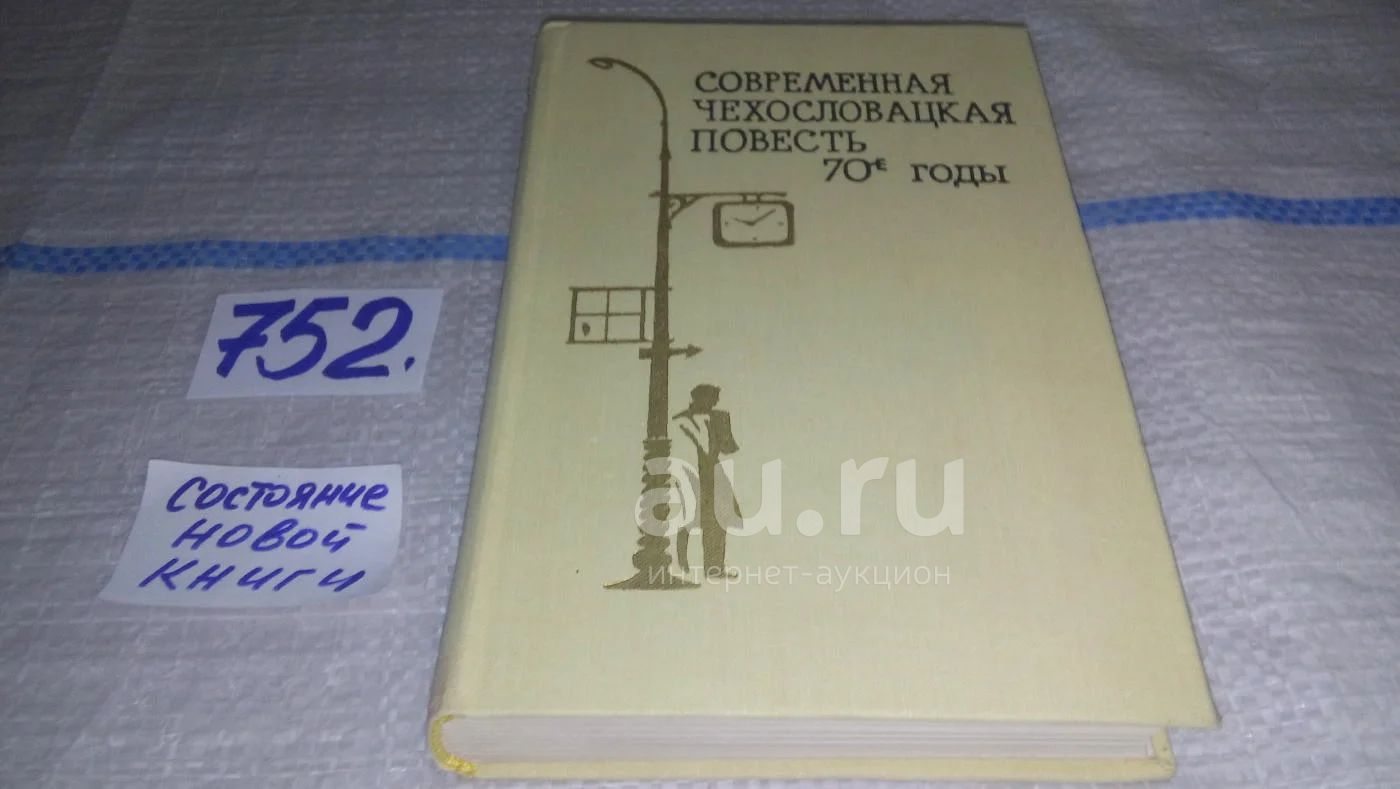 СОВРЕМЕННАЯ
ЧЕХОСЛОВАЦКАЯ
ПОВЕСТЬ
70е ГОДЫ
752.
состояние
новой
книги
au.ru
интернет-аукцион